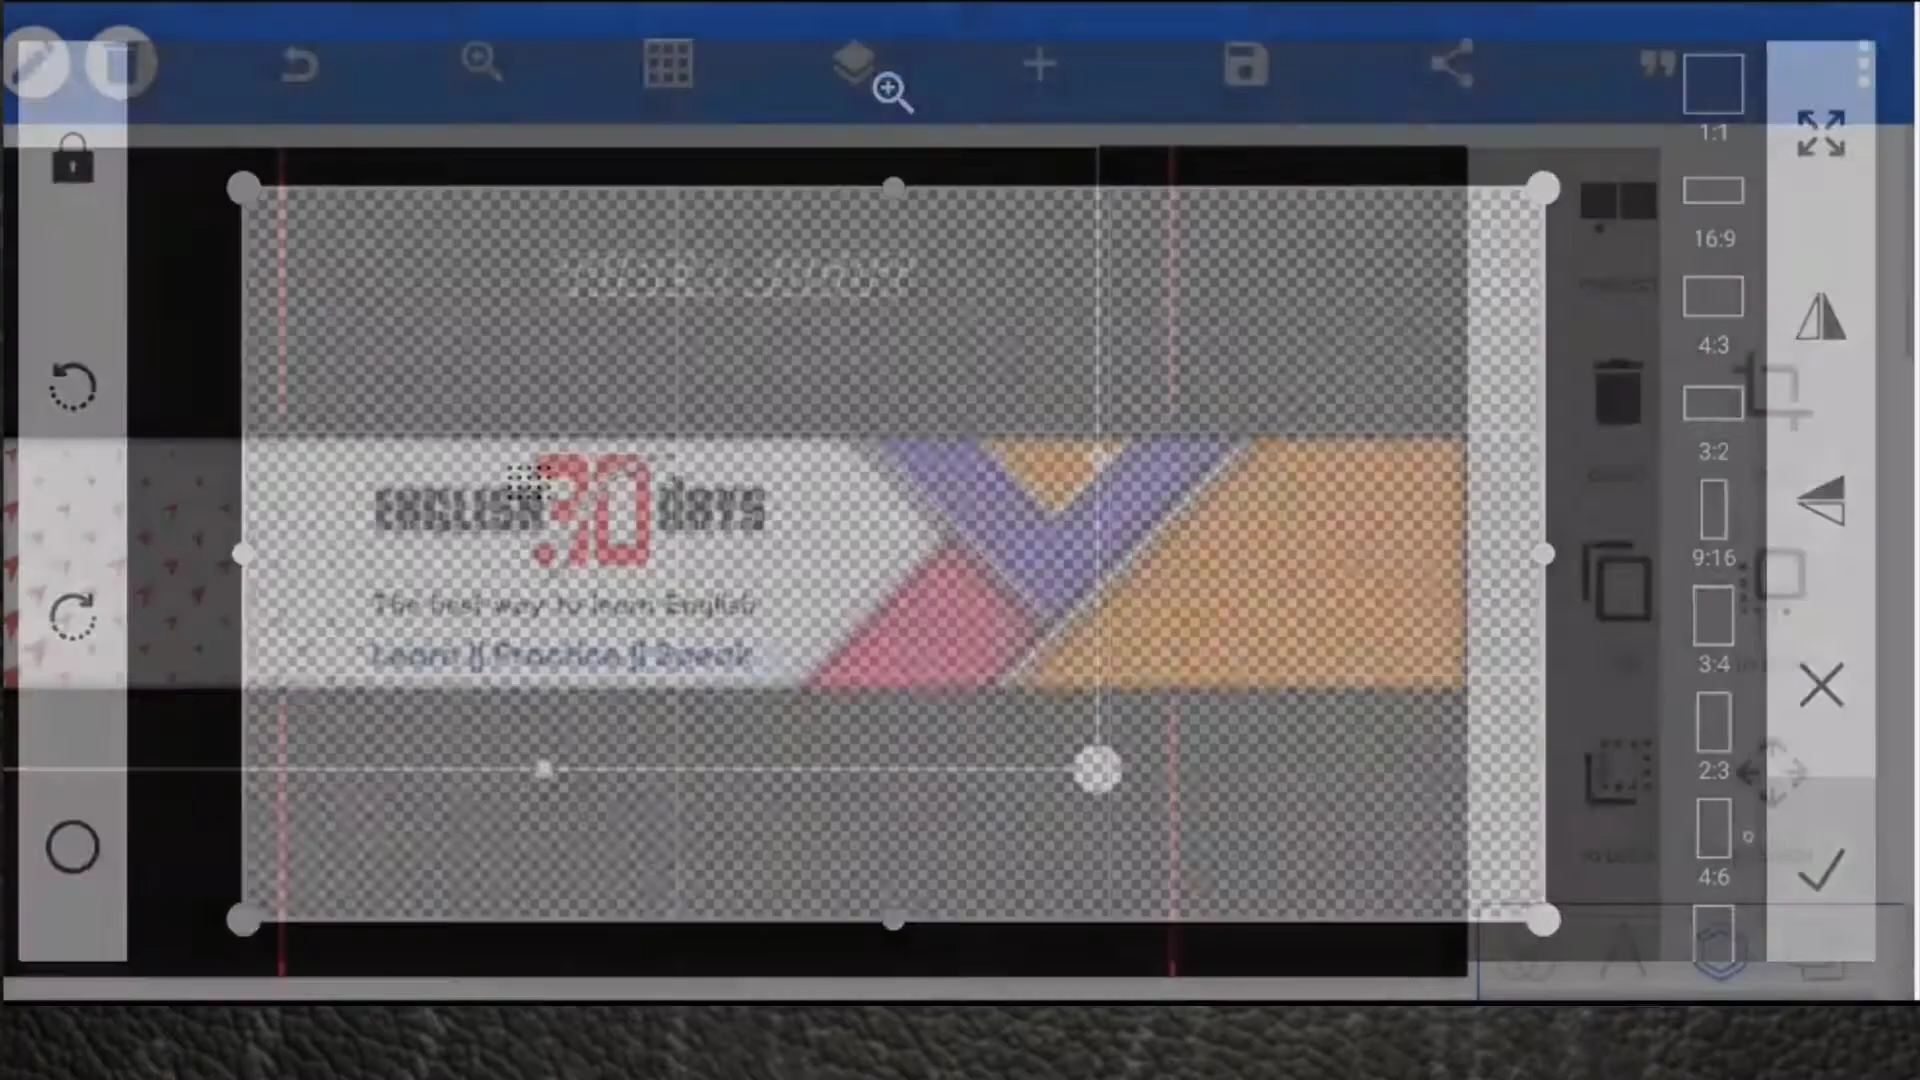 1:1
16:9
4:3
3:2
9:16
3:4
2:3
4:6
ENGLISH 30 DAYS
The best way to learn English
Learn || Practice || Speak